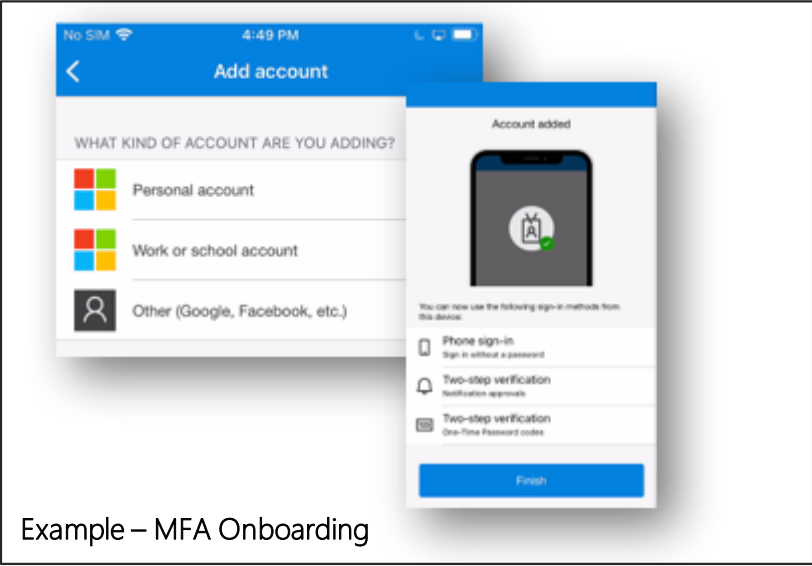 No SIM 4:49 PM
Add account
WHAT KIND OF ACCOUNT ARE YOU ADDING?
Personal account
Work or school account
Other (Google, Facebook, etc.)
Account added
You can now use the following sign-in methods from
this device:
Phone sign-in
Sign in without a password
Two-step verification
Notification approvals
Two-step verification
One-Time Password codes
Finish
Example – MFA Onboarding